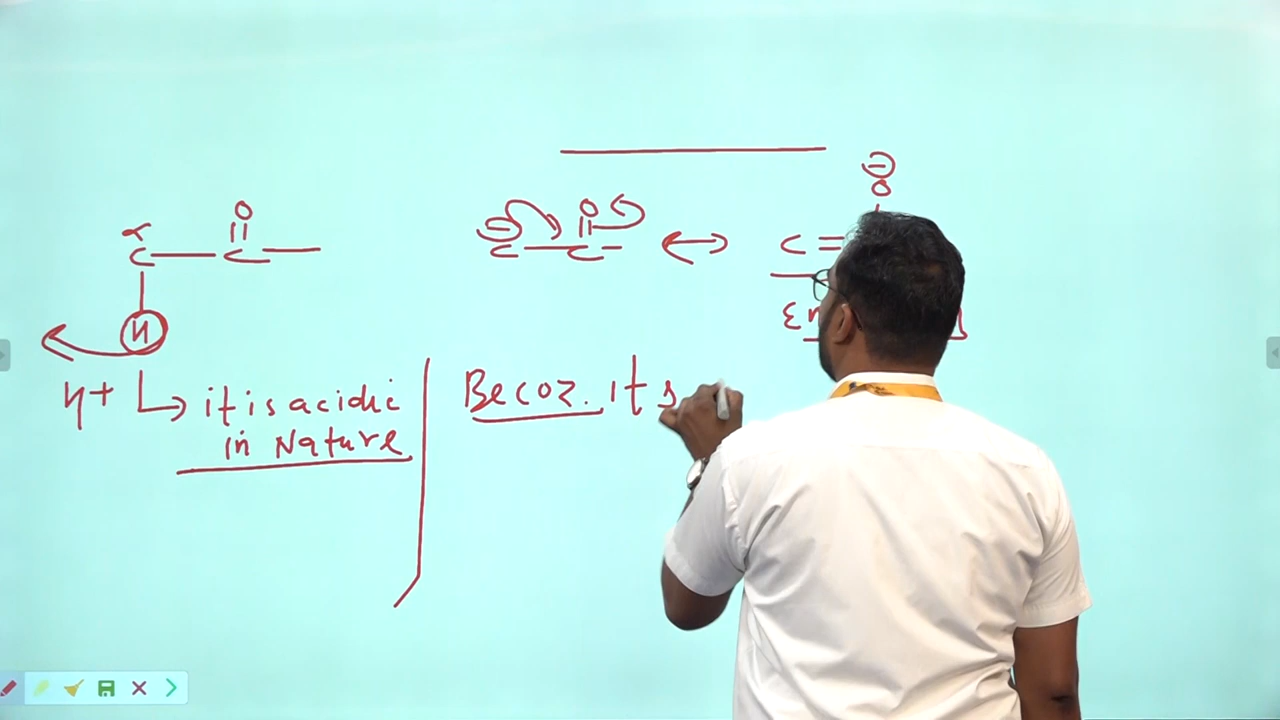 α O
C — C —
H
H+
it is acidic
in Nature
⊖ O
C — C — ↔ C =
⊖
O
Becoz. it s